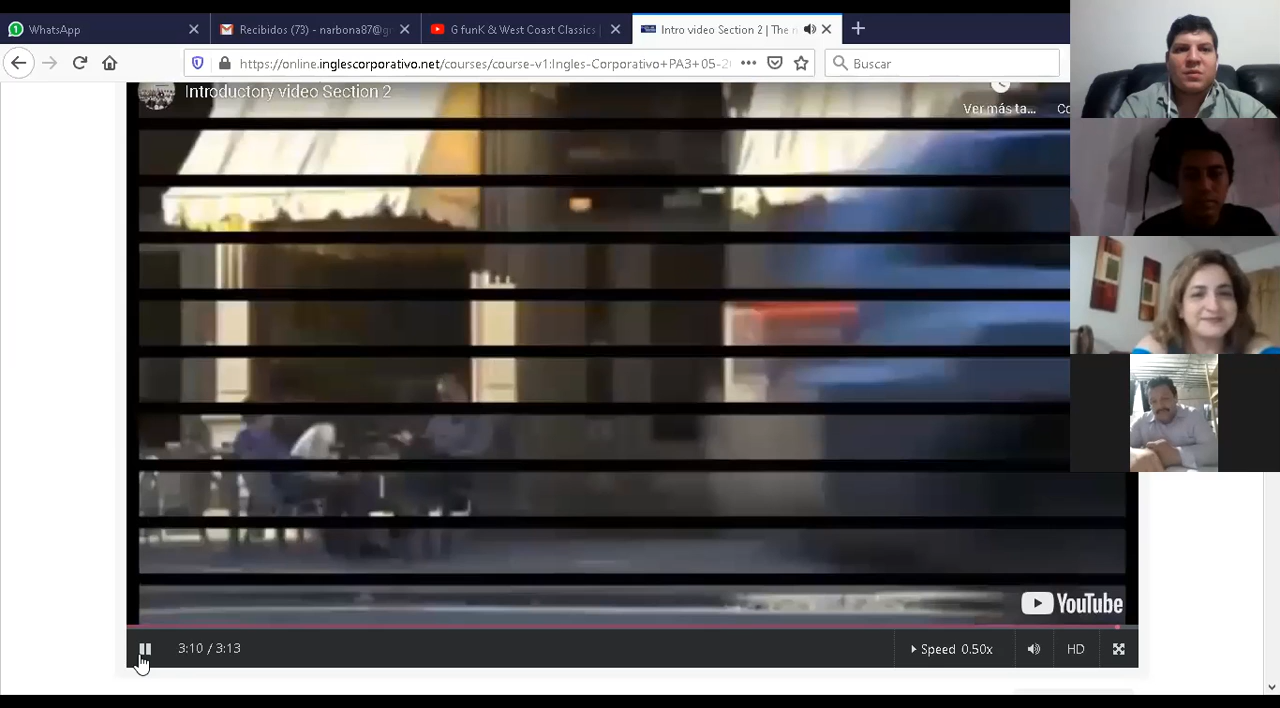 WhatsApp
Recibidos (73) - narbona87@g
G funK & West Coast Classics |
Intro video Section 2 | The r
https://online.inglescorporativo.net/courses/course-v1:Ingles-Corporativo+PA3+05-2
Buscar
Introductory video Section 2
Ver más ta...
Co
YouTube
3:10 / 3:13
Speed 0.50x
HD